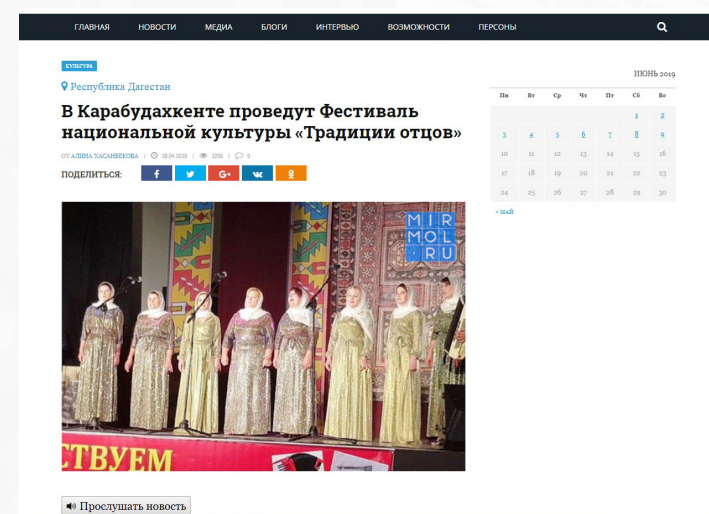 ГЛАВНАЯ НОВОСТИ МЕДИА БЛОГИ ИНТЕРВЬЮ ВОЗМОЖНОСТИ ПЕРСОНЫ
КУЛЬТУРА
Республика Дагестан
В Карабудахкенте проведут Фестиваль
национальной культуры «Традиции отцов»
ОТ АЛИНА ХАСАНБЕКОВА / / /
ПОДЕЛИТЬСЯ:
MIR
MOL
RU
СТВУЕМ
Прослушать новость
ИЮНЬ 2019
Пн Вт Ср Чт Пт Сб Вс
1 2
3 4 5 6 7 8 9
10 11 12 13 14 15 16
17 18 19 20 21 22 23
24 25 26 27 28 29 30
« МАЙ